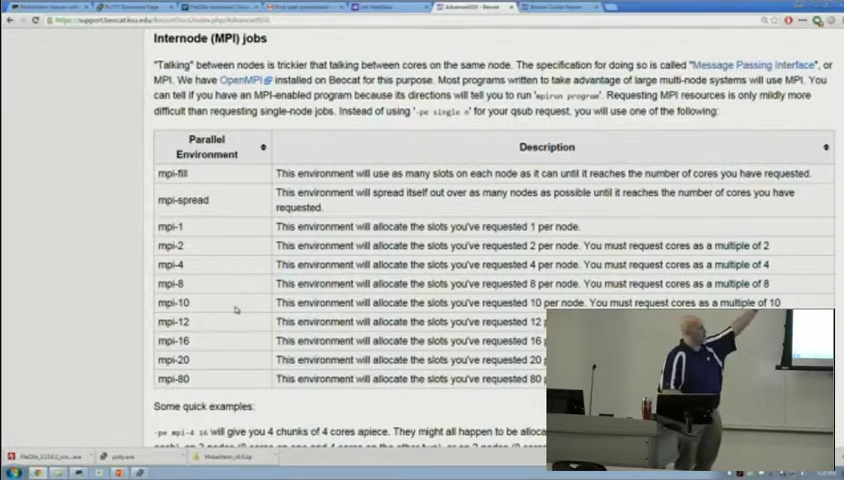 PuTTY Download Page
Advanced SGE - Beocat
https://support.beocat.ksu.edu/BeocatDocs/index.php/AdvancedSGE
Internode (MPI) jobs
"Talking" between nodes is trickier that talking between cores on the same node. The specification for doing so is called "Message Passing Interface", or
MPI. We have OpenMPI installed on Beocat for this purpose. Most programs written to take advantage of large multi-node systems will use MPI. You
can tell if you have an MPI-enabled program because its directions will tell you to run 'mpirun program'. Requesting MPI resources is only mildly more
difficult than requesting single-node jobs. Instead of using '-pe single n' for your qsub request, you will use one of the following:
Parallel
Environment
Description
mpi-fill This environment will use as many slots on each node as it can until it reaches the number of cores you have requested.
mpi-spread This environment will spread itself out over as many nodes as possible until it reaches the number of cores you have
requested.
mpi-1 This environment will allocate the slots you've requested 1 per node.
mpi-2 This environment will allocate the slots you've requested 2 per node. You must request cores as a multiple of 2
mpi-4 This environment will allocate the slots you've requested 4 per node. You must request cores as a multiple of 4
mpi-8 This environment will allocate the slots you've requested 8 per node. You must request cores as a multiple of 8
mpi-10 This environment will allocate the slots you've requested 10 per node. You must request cores as a multiple of 10
mpi-12 This environment will allocate the slots you've requested 12
mpi-16 This environment will allocate the slots you've requested 16
mpi-20 This environment will allocate the slots you've requested 20
mpi-80 This environment will allocate the slots you've requested 80
Some quick examples:
-pe mpi-4 16 will give you 4 chunks of 4 cores apiece. They might all happen to be
putty.exe